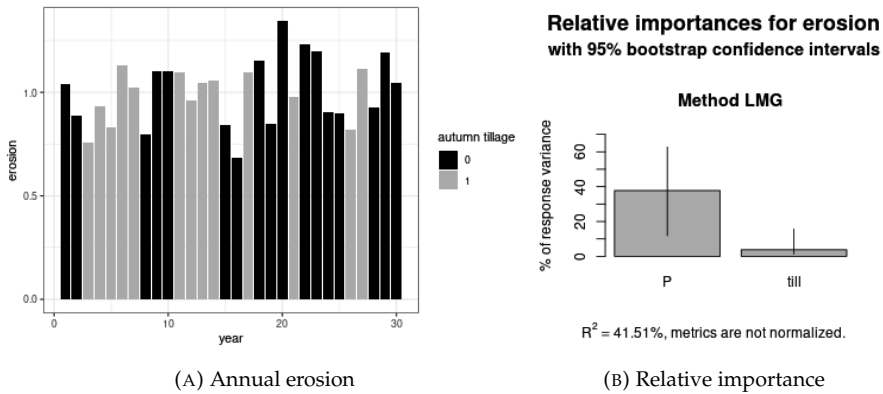 erosion
1.0
0.5
0.0
0
10
20
30
year
autumn tillage
0
1
(A) Annual erosion
Relative importances for erosion
with 95% bootstrap confidence intervals
Method LMG
% of response variance
60
40
20
0
P
till
R² = 41.51%, metrics are not normalized.
(B) Relative importance